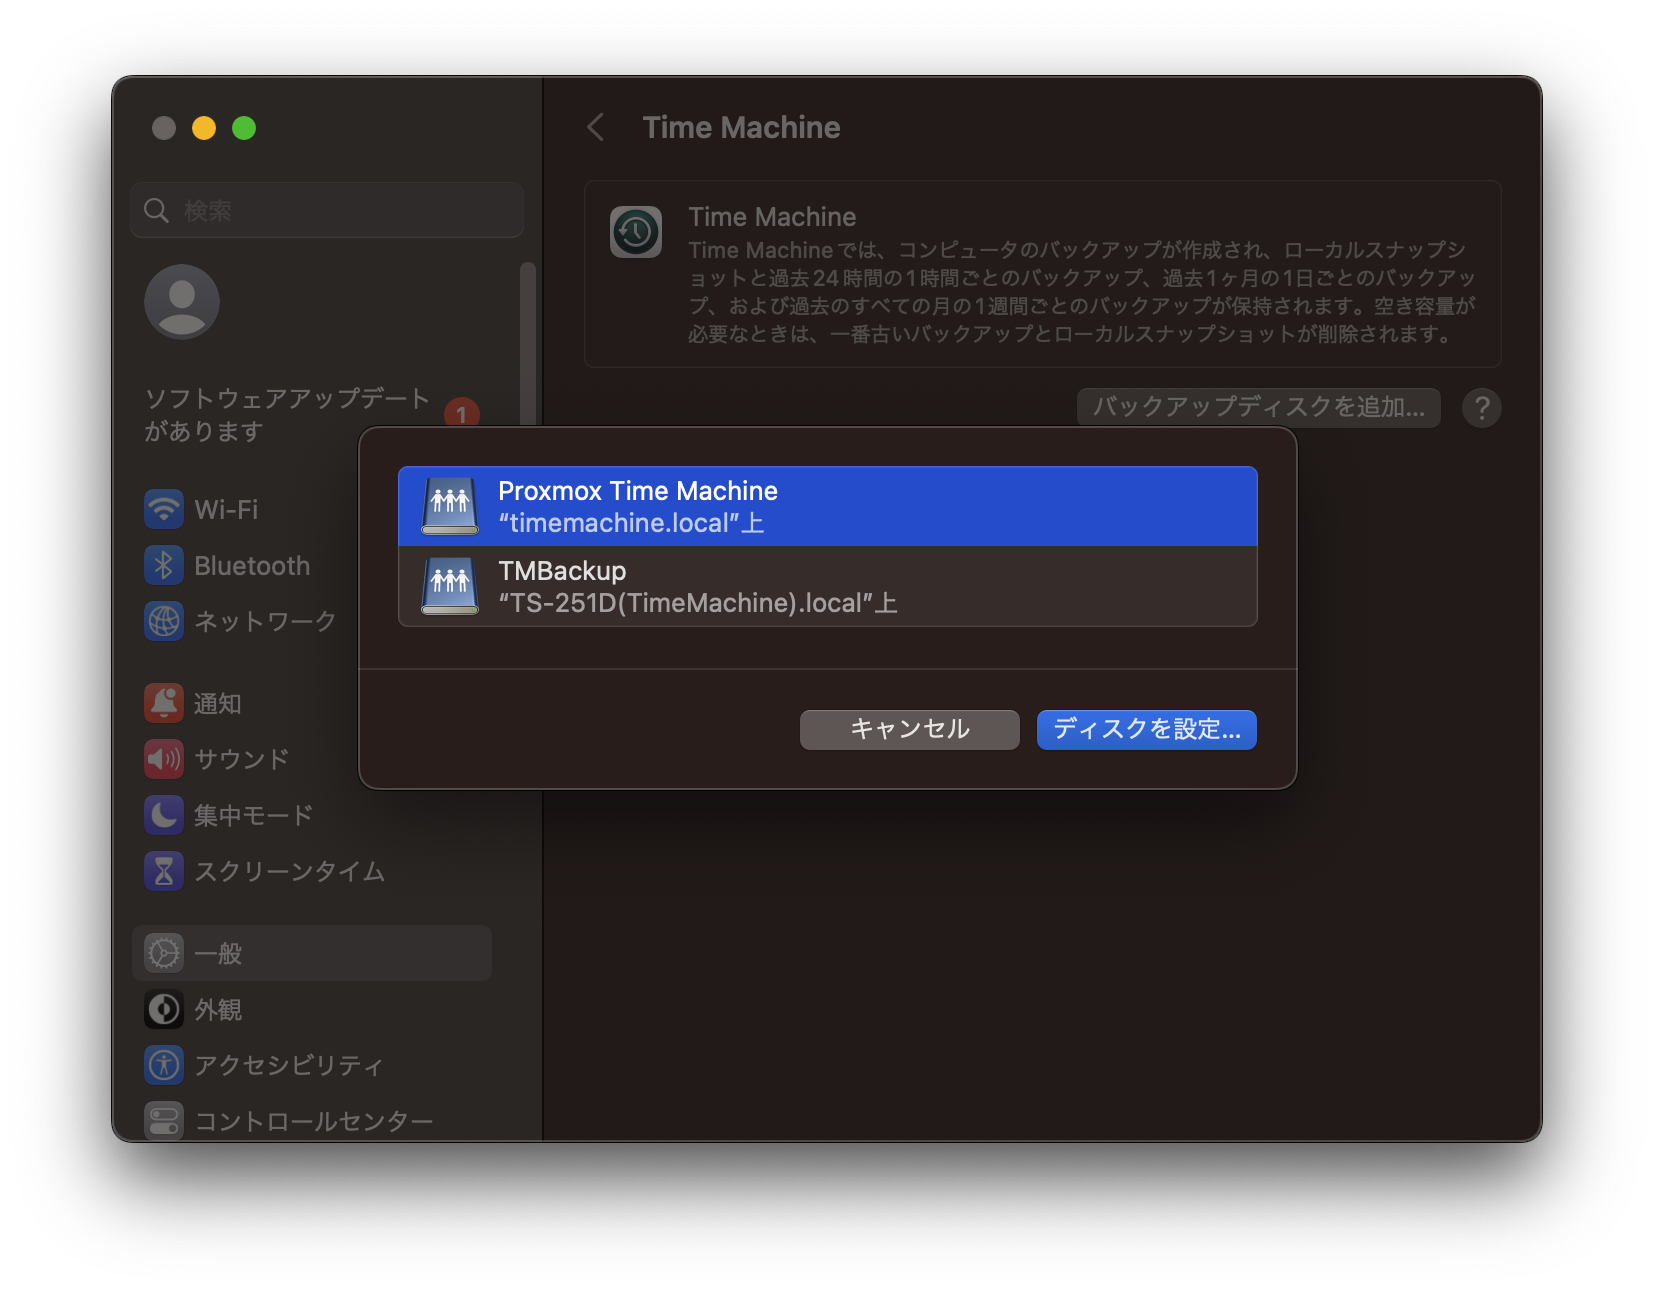 検索
ソフトウェアアップデート
があります
1
Wi-Fi
Bluetooth
ネットワーク
通知
サウンド
集中モード
スクリーンタイム
一般
外観
アクセシビリティ
コントロールセンター
Time Machine
Time Machine
Time Machineでは、コンピュータのバックアップが作成され、ローカルスナップシ
ョットと過去24時間の1時間ごとのバックアップ、過去1ヶ月の1日ごとのバックアッ
プ、および過去のすべての月の1週間ごとのバックアップが保持されます。空き容量が
必要なときは、一番古いバックアップとローカルスナップショットが削除されます。
バックアップディスクを追加...
?
Proxmox Time Machine
“timemachine.local”上
TMBackup
“TS-251D(TimeMachine).local”上
キャンセル
ディスクを設定...